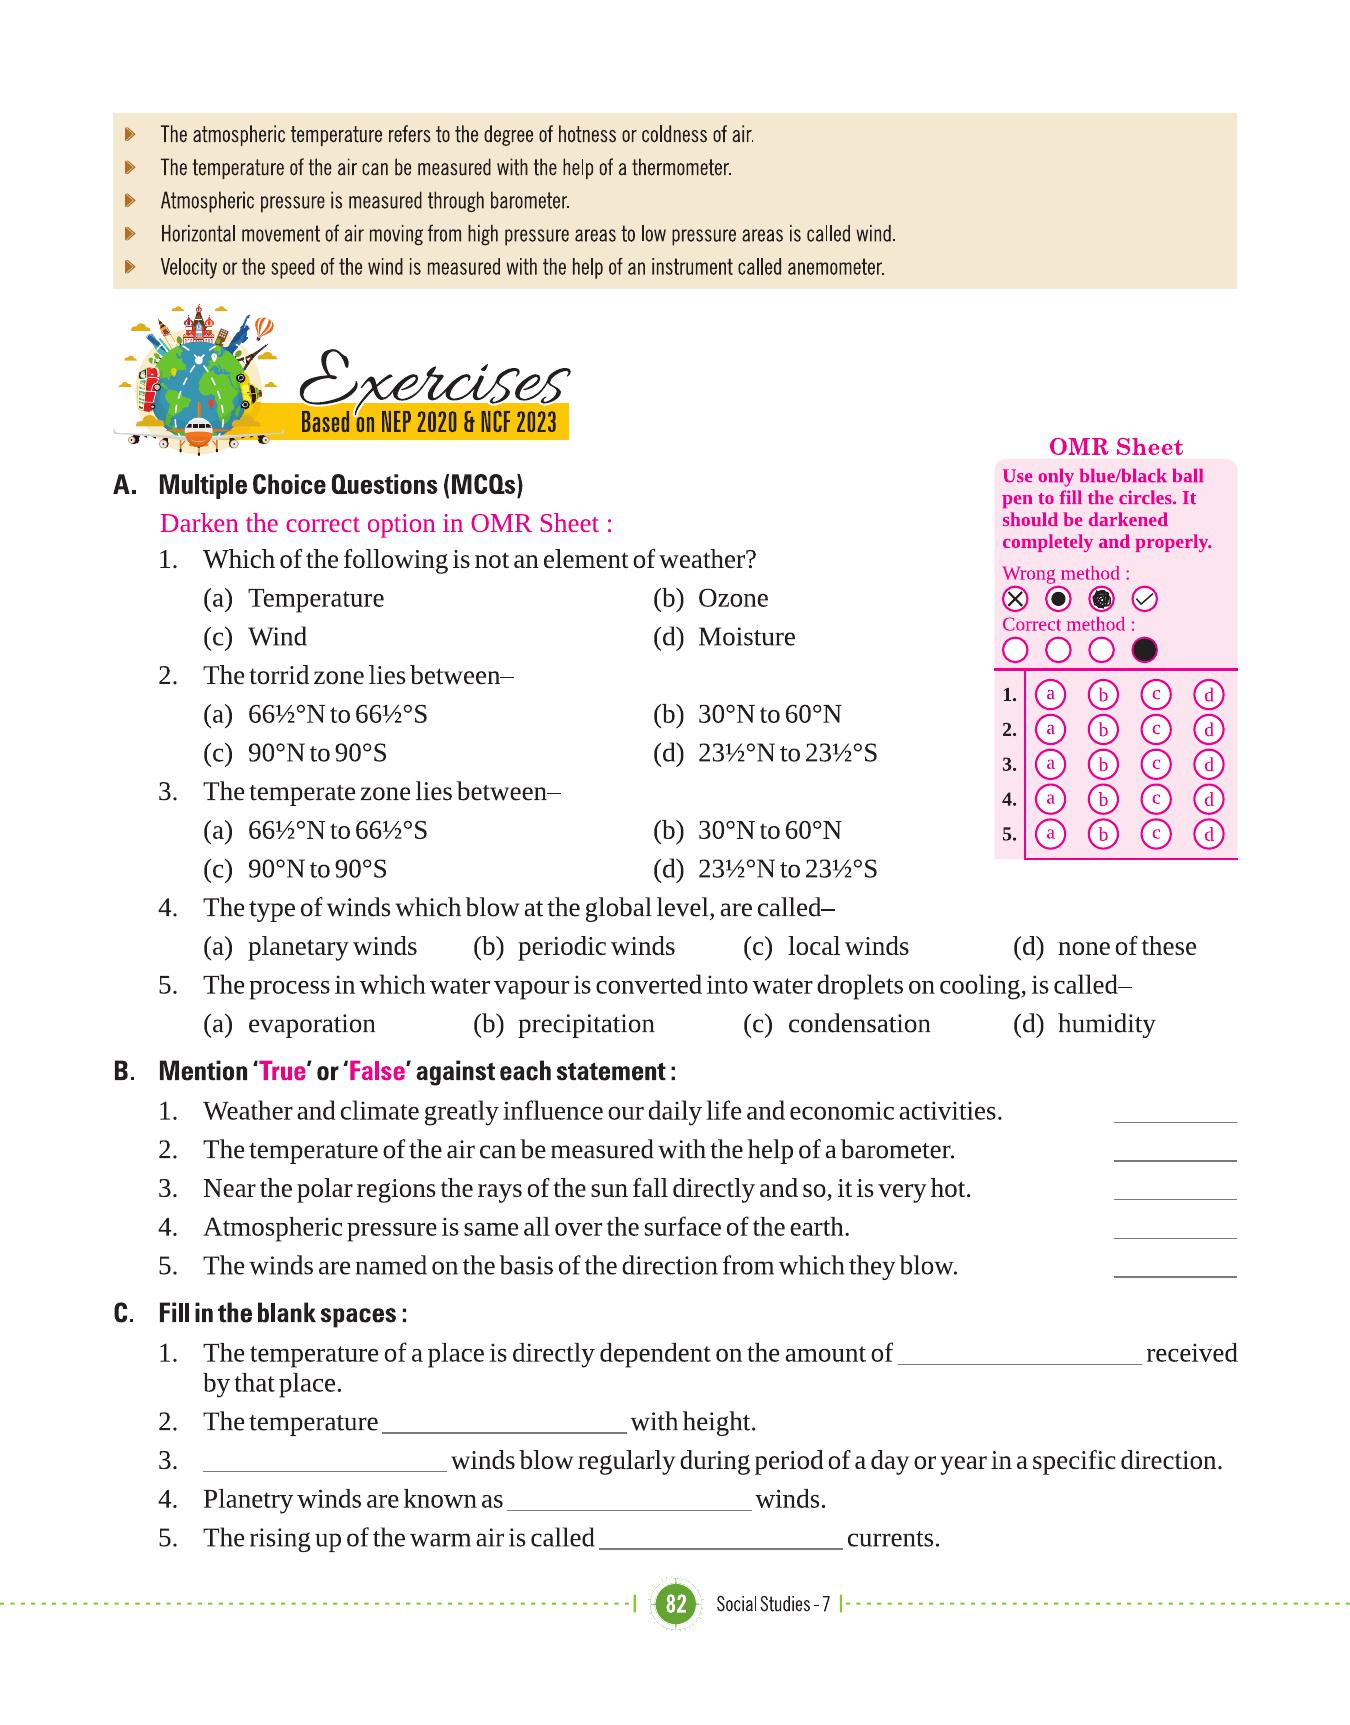 The atmospheric temperature refers to the degree of hotness or coldness of air.
The temperature of the air can be measured with the help of a thermometer.
Atmospheric pressure is measured through barometer.
Horizontal movement of air moving from high pressure areas to low pressure areas is called wind.
Velocity or the speed of the wind is measured with the help of an instrument called anemometer.
Exercises
Based on NEP 2020 & NCF 2023
A. Multiple Choice Questions (MCQs)
Darken the correct option in OMR Sheet :
1. Which of the following is not an element of weather?
(a) Temperature (b) Ozone
(c) Wind (d) Moisture
2. The torrid zone lies between–
(a) 66½°N to 66½°S (b) 30°N to 60°N
(c) 90°N to 90°S (d) 23½°N to 23½°S
3. The temperate zone lies between–
(a) 66½°N to 66½°S (b) 30°N to 60°N
(c) 90°N to 90°S (d) 23½°N to 23½°S
4. The type of winds which blow at the global level, are called–
(a) planetary winds (b) periodic winds (c) local winds (d) none of these
5. The process in which water vapour is converted into water droplets on cooling, is called–
(a) evaporation (b) precipitation (c) condensation (d) humidity
OMR Sheet
Use only blue/black ball
pen to fill the circles. It
should be darkened
completely and properly.
Wrong method :
Correct method :
1. a b c d
2. a b c d
3. a b c d
4. a b c d
5. a b c d
B. Mention ‘True’ or ‘False’ against each statement :
1. Weather and climate greatly influence our daily life and economic activities. ________
2. The temperature of the air can be measured with the help of a barometer. ________
3. Near the polar regions the rays of the sun fall directly and so, it is very hot. ________
4. Atmospheric pressure is same all over the surface of the earth. ________
5. The winds are named on the basis of the direction from which they blow. ________
C. Fill in the blank spaces :
1. The temperature of a place is directly dependent on the amount of ________________ received
by that place.
2. The temperature ________________ with height.
3. ________________ winds blow regularly during period of a day or year in a specific direction.
4. Planetry winds are known as ________________ winds.
5. The rising up of the warm air is called ________________ currents.
82 Social Studies - 7